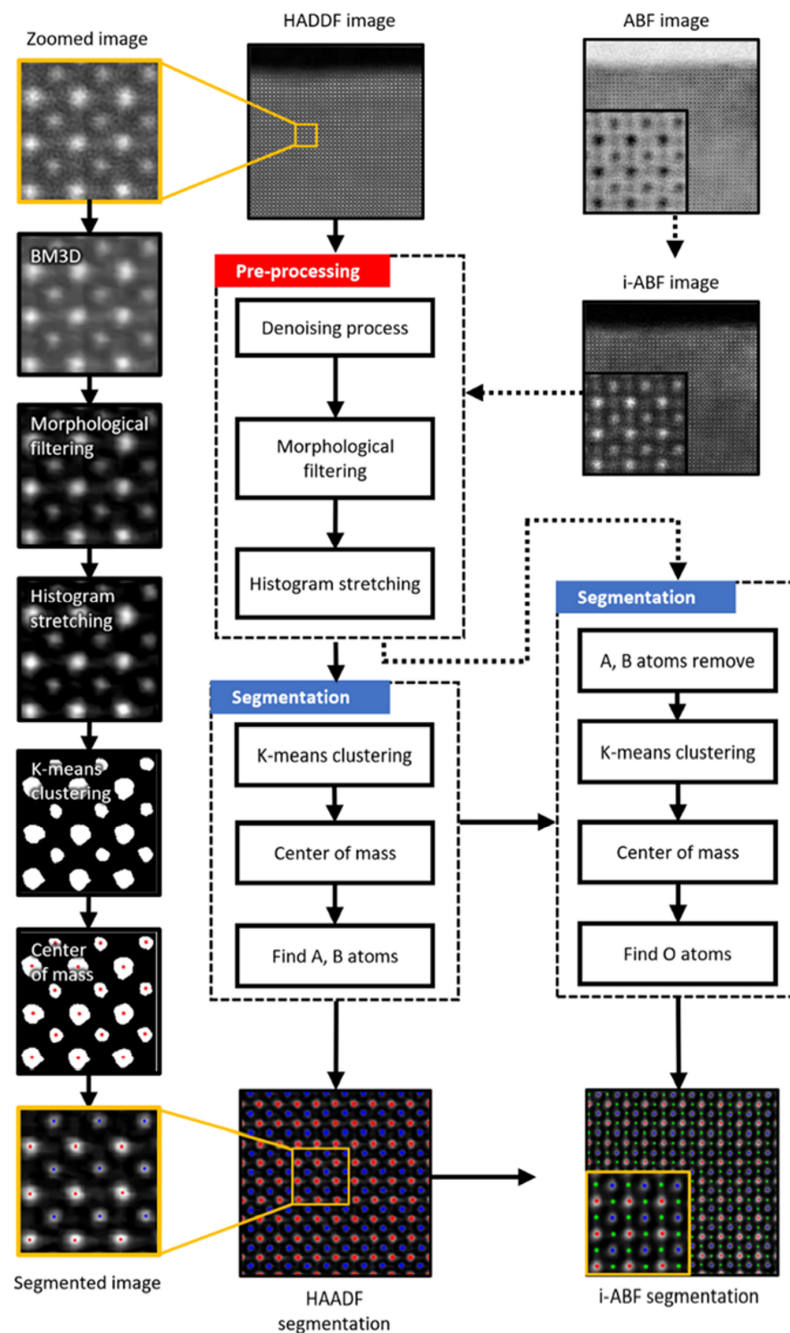 Zoomed image
HADDF image
ABF image
BM3D
Pre-processing
Denoising process
i-ABF image
Morphological
filtering
Morphological
filtering
Histogram
stretching
Histogram stretching
Segmentation
A, B atoms remove
Segmentation
K-means clustering
K-means clustering
K-means
clustering
Center of mass
Center of mass
Center
of mass
Find A, B atoms
Find O atoms
Segmented image
HAADF
segmentation
i-ABF segmentation